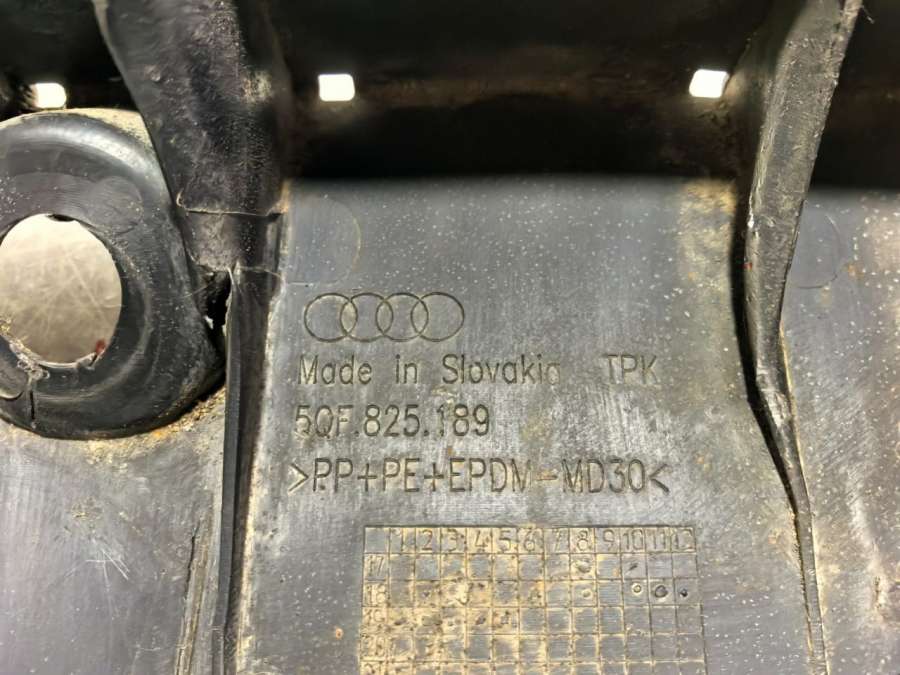 Made in Slovakia TPK
5QF.825.189
>PP+PE+EPDM-MD30<
1 2 3 4 5 6 7 8 9 10 11 12
17
18